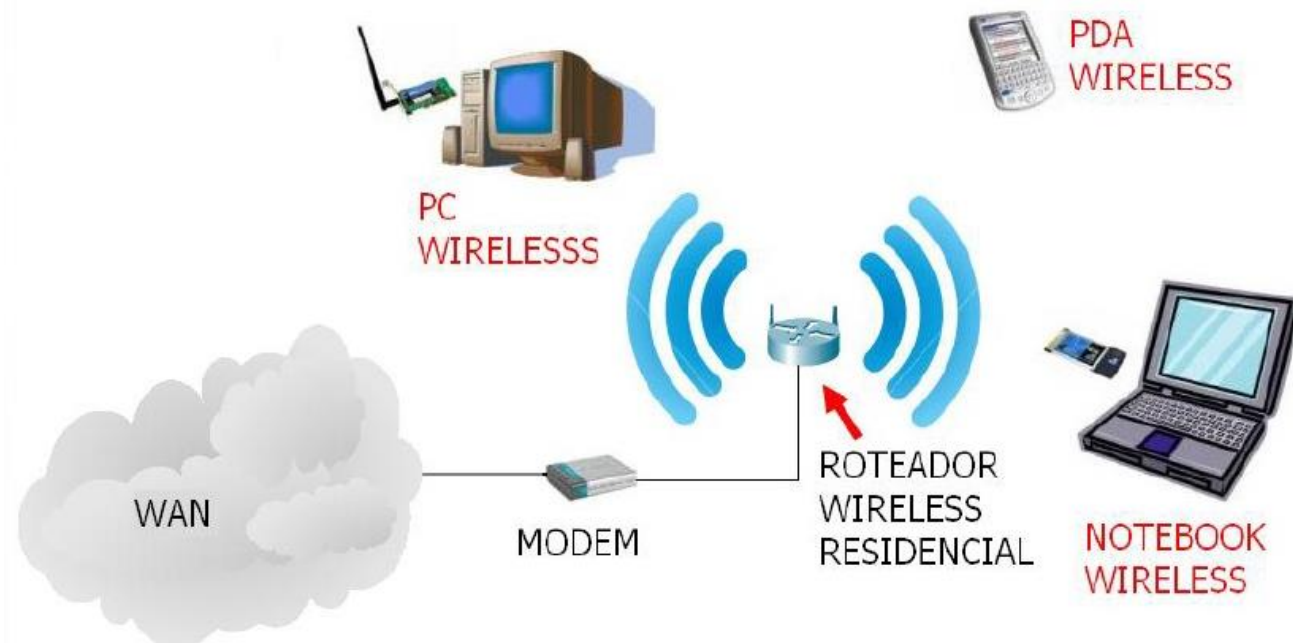 PDA
WIRELESS
PC
WIRELESSS
WAN
MODEM
ROTEADOR
WIRELESS
RESIDENCIAL
NOTEBOOK
WIRELESS